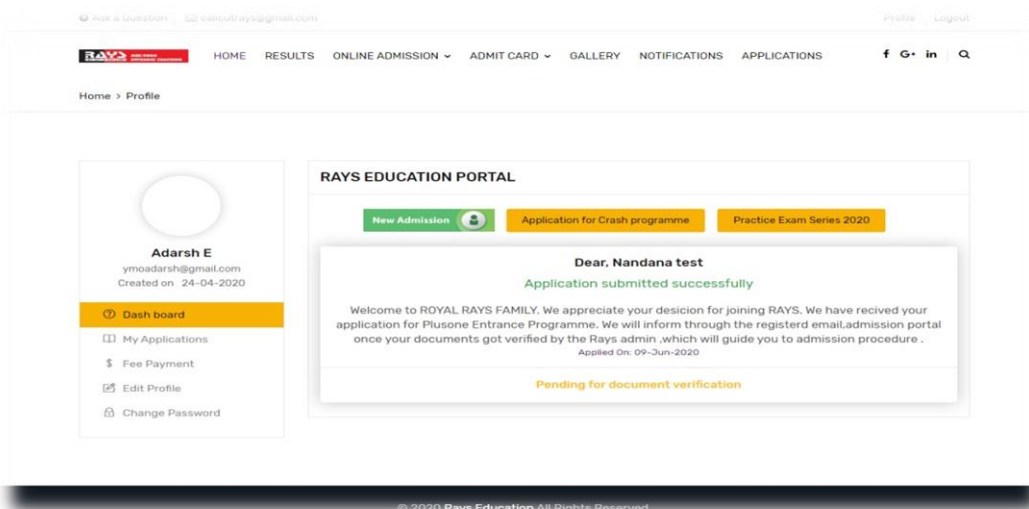 Ask a Question calicutrays@gmail.com Profile Logout
RAYS HOME RESULTS ONLINE ADMISSION ADMIT CARD GALLERY NOTIFICATIONS APPLICATIONS f G+ in
Home > Profile
RAYS EDUCATION PORTAL
New Admission Application for Crash programme Practice Exam Series 2020
Adarsh E
ymoadarsh@gmail.com
Created on 24-04-2020
Dash board
My Applications
$ Fee Payment
Edit Profile
Change Password
Dear, Nandana test
Application submitted successfully
Welcome to ROYAL RAYS FAMILY. We appreciate your desicion for joining RAYS. We have recived your
application for Plusone Entrance Programme. We will inform through the registerd email,admission portal
once your documents got verified by the Rays admin ,which will guide you to admission procedure .
Applied On: 09-Jun-2020
Pending for document verification
© 2020 Rays Education All Rights Reserved